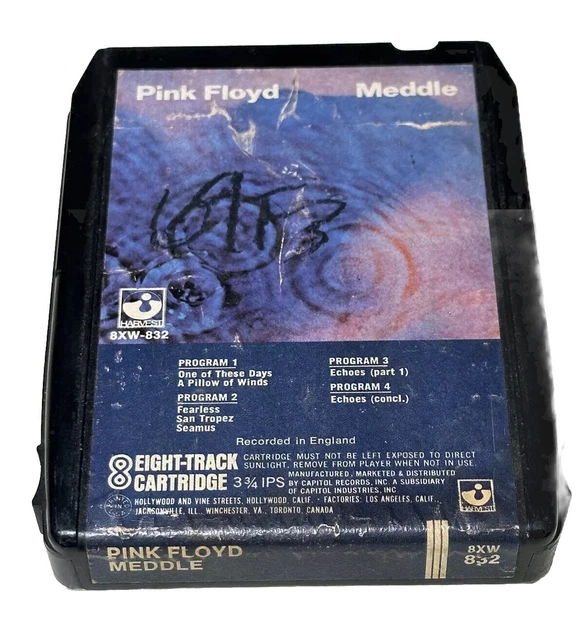 Pink Floyd Meddle
HARVEST
8XW-832
PROGRAM 1
One of These Days
A Pillow of Winds
PROGRAM 2
Fearless
San Tropez
Seamus
PROGRAM 3
Echoes (part 1)
PROGRAM 4
Echoes (concl.)
Recorded in England
8 EIGHT-TRACK
CARTRIDGE 3 3/4 IPS
CARTRIDGE MUST NOT BE LEFT EXPOSED TO DIRECT
SUNLIGHT. REMOVE FROM PLAYER WHEN NOT IN USE.
MANUFACTURED, MARKETED & DISTRIBUTED
BY CAPITOL RECORDS, INC. A SUBSIDIARY
OF CAPITOL INDUSTRIES, INC.
HOLLYWOOD AND VINE STREETS, HOLLYWOOD, CALIF. · FACTORIES: LOS ANGELES, CALIF.,
JACKSONVILLE, ILL., WINCHESTER, VA., TORONTO, CANADA
HARVEST
PINK FLOYD
MEDDLE
8XW
832